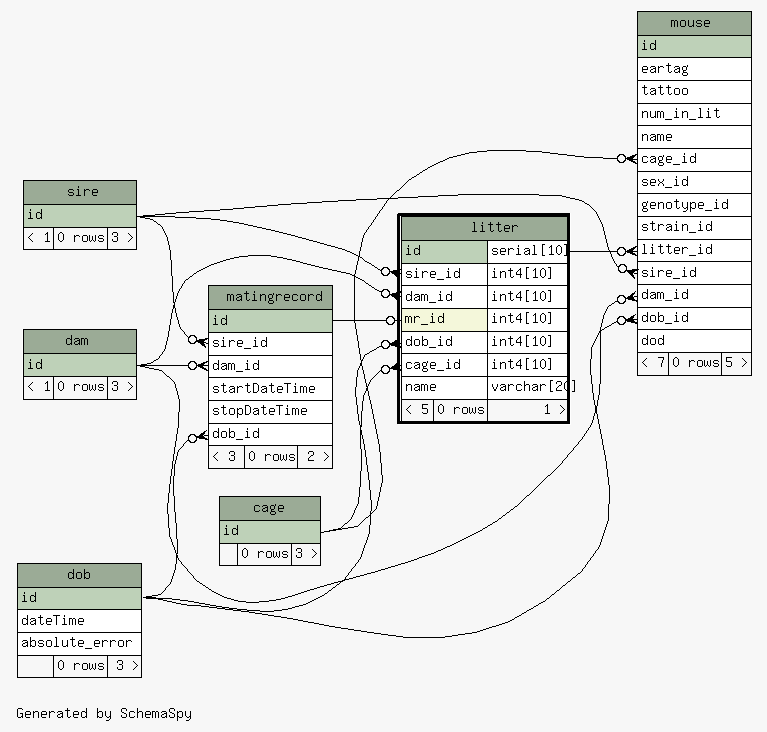 mouse
id
eartag
tattoo
num_in_lit
name
cage_id
sex_id
genotype_id
strain_id
litter_id
sire_id
dam_id
dob_id
dod
< 7 0 rows 5 >
sire
id
< 1 0 rows 3 >
litter
id serial[10]
sire_id int4[10]
dam_id int4[10]
mr_id int4[10]
dob_id int4[10]
cage_id int4[10]
name varchar[20]
< 5 0 rows 1 >
matingrecord
id
sire_id
dam_id
startDateTime
stopDateTime
dob_id
< 3 0 rows 2 >
dam
id
< 1 0 rows 3 >
cage
id
0 rows 3 >
dob
id
dateTime
absolute_error
0 rows 3 >
Generated by SchemaSpy